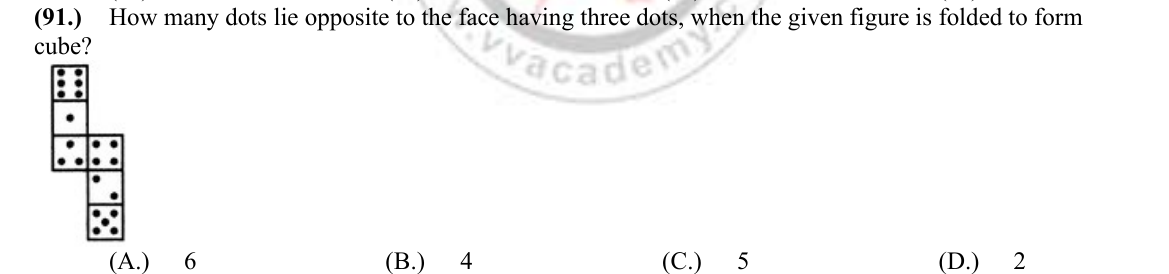 (91.) How many dots lie opposite to the face having three dots, when the given figure is folded to form
cube?
.vvacademy.
(A.) 6 (B.) 4 (C.) 5 (D.) 2